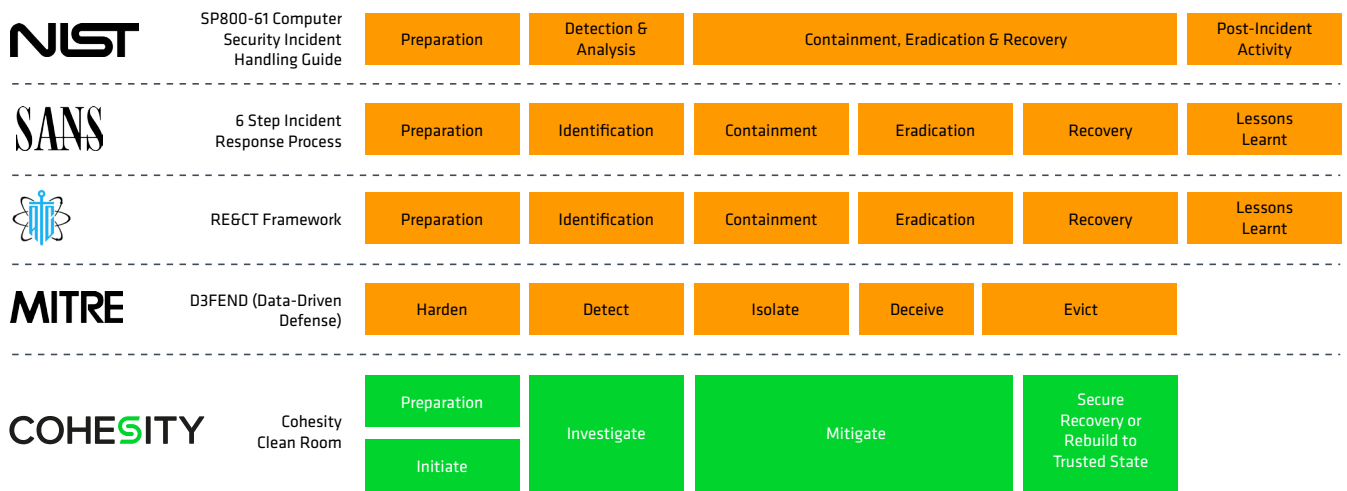 NIST
SP800-61 Computer
Security Incident
Handling Guide
Preparation
Detection &
Analysis
Containment, Eradication & Recovery
Post-Incident
Activity
SANS
6 Step Incident
Response Process
Preparation
Identification
Containment
Eradication
Recovery
Lessons
Learnt
RE&CT Framework
Preparation
Identification
Containment
Eradication
Recovery
Lessons
Learnt
MITRE
D3FEND (Data-Driven
Defense)
Harden
Detect
Isolate
Deceive
Evict
COHESITY
Cohesity
Clean Room
Preparation
Initiate
Investigate
Mitigate
Secure
Recovery or
Rebuild to
Trusted State